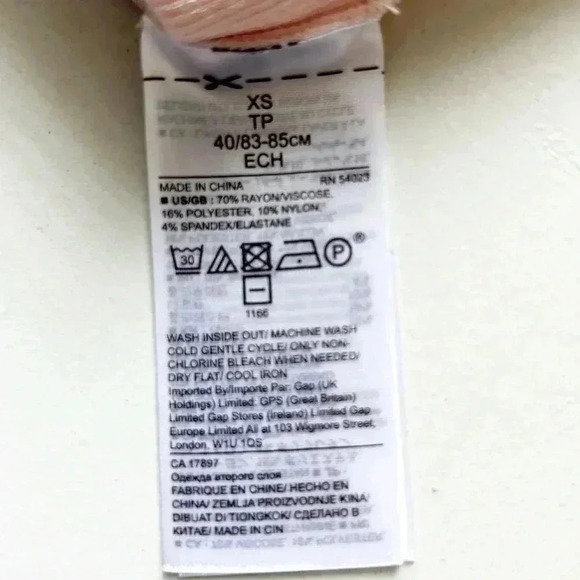 XS
TP
40/83-85CM
ECH
MADE IN CHINA RN 54023
■ US/GB : 70% RAYON/VISCOSE,
16% POLYESTER, 10% NYLON,
4% SPANDEX/ELASTANE
30 P®
1166
WASH INSIDE OUT/ MACHINE WASH
COLD GENTLE CYCLE/ ONLY NON-
CHLORINE BLEACH WHEN NEEDED/
DRY FLAT/ COOL IRON
Imported By/Importe Par: Gap (UK
Holdings) Limited: GPS (Great Britain)
Limited Gap Stores (Ireland) Limited Gap
Europe Limited All at 103 Wigmore Street,
London, W1U 1QS
CA 17897
Одежда второго слоя
FABRIQUE EN CHINE/ HECHO EN
CHINA/ ZEMLJA PROIZVODNJE KINA/
DIBUAT DI TIONGKOK/ СДЕЛАНО В
КИТАЕ/ MADE IN ÇIN